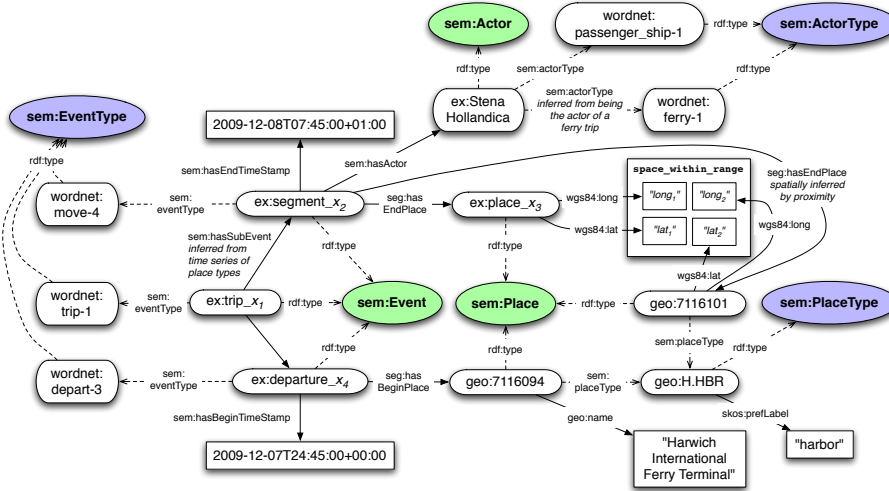 sem:Actor
wordnet:
passenger_ship-1
rdf:type
sem:ActorType
rdf:type
sem:actorType
rdf:type
sem:EventType
2009-12-08T07:45:00+01:00
ex:Stena
Hollandica
sem:actorType
inferred from being
the actor of a
ferry trip
wordnet:
ferry-1
rdf:type
sem:hasEndTimeStamp
sem:hasActor
space_within_range
seg:hasEndPlace
spatially inferred
by proximity
wordnet:
move-4
sem:
eventType
ex:segment_x2
seg:has
EndPlace
ex:place_x3
wgs84:long
"long1"
"long2"
wgs84:lat
"lat1"
"lat2"
wgs84:long
sem:hasSubEvent
inferred from
time series of
place types
rdf:type
rdf:type
wgs84:lat
wordnet:
trip-1
sem:
eventType
ex:trip_x1
rdf:type
sem:Event
sem:Place
rdf:type
geo:7116101
sem:PlaceType
rdf:type
rdf:type
sem:placeType
rdf:type
wordnet:
depart-3
sem:
eventType
ex:departure_x4
seg:has
BeginPlace
geo:7116094
sem:
placeType
geo:H.HBR
sem:hasBeginTimeStamp
geo:name
skos:prefLabel
2009-12-07T24:45:00+00:00
"Harwich
International
Ferry Terminal"
"harbor"